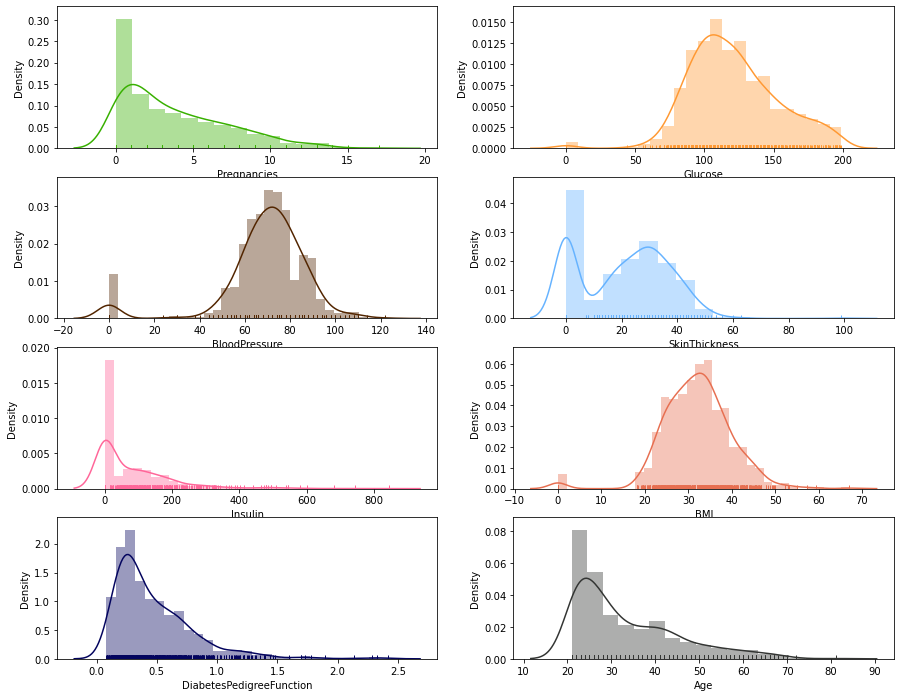 0.30
0.25
0.20
0.15
0.10
0.05
0.00
Density
0 5 10 15 20
Pregnancies
0.0150
0.0125
0.0100
0.0075
0.0050
0.0025
0.0000
Density
0 50 100 150 200
Glucose
0.03
0.02
0.01
0.00
Density
−20 0 20 40 60 80 100 120 140
BloodPressure
0.04
0.03
0.02
0.01
0.00
Density
0 20 40 60 80 100
SkinThickness
0.020
0.015
0.010
0.005
0.000
Density
0 200 400 600 800
Insulin
0.06
0.05
0.04
0.03
0.02
0.01
0.00
Density
−10 0 10 20 30 40 50 60 70
BMI
2.0
1.5
1.0
0.5
0.0
Density
0.0 0.5 1.0 1.5 2.0 2.5
DiabetesPedigreeFunction
0.08
0.06
0.04
0.02
0.00
Density
10 20 30 40 50 60 70 80 90
Age